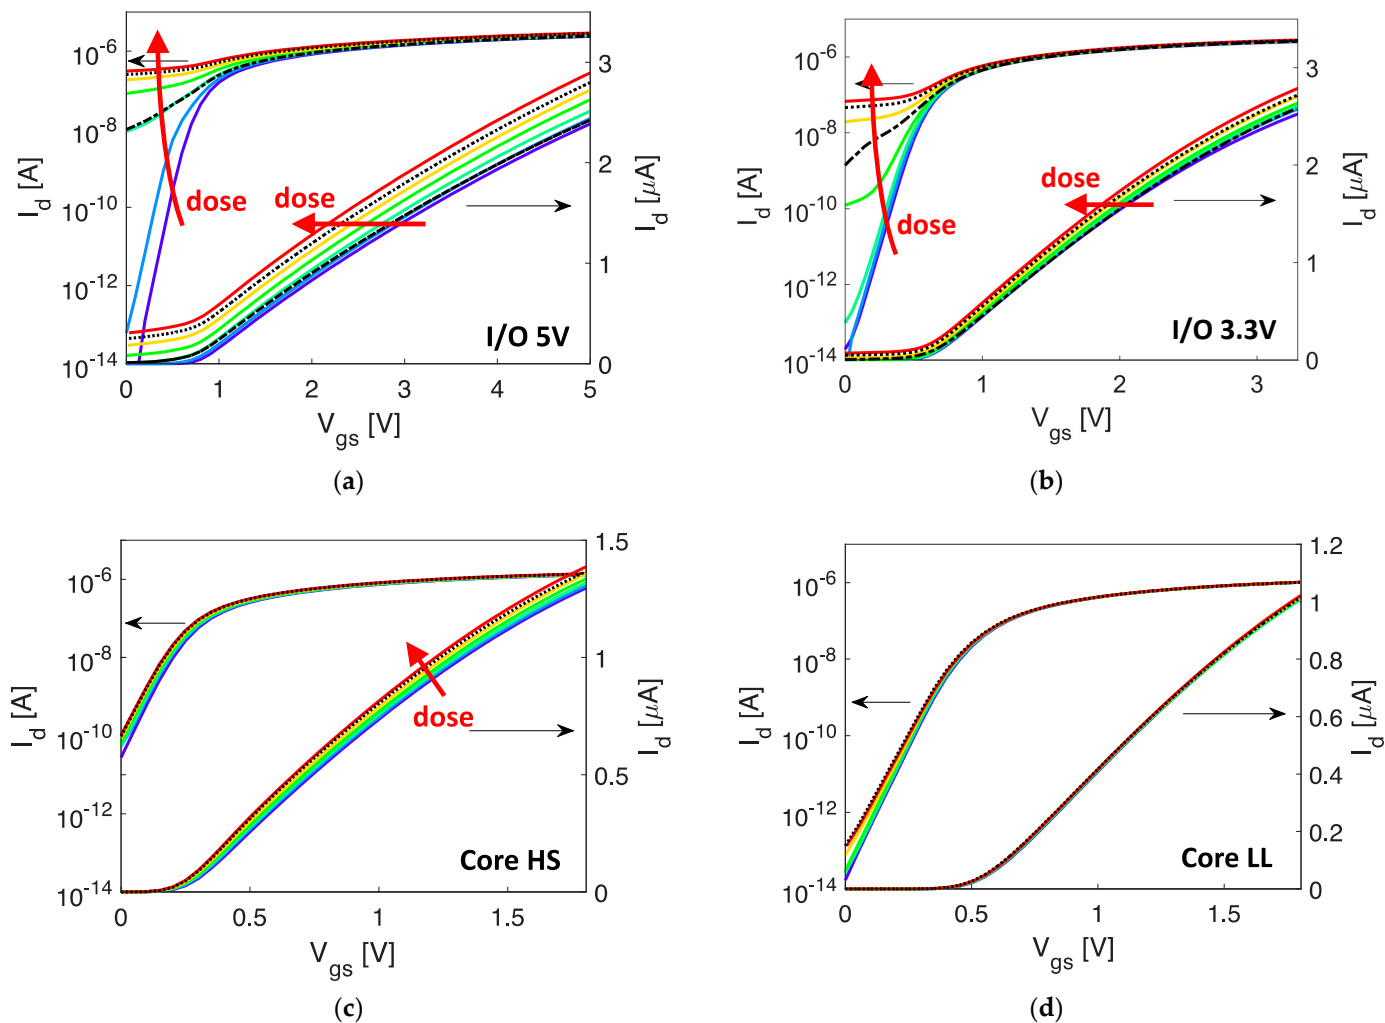 10^-6
10^-8
10^-10
10^-12
10^-14
I_d [A]
0
1
2
3
4
5
V_gs [V]
3
2
1
0
I_d [μA]
dose
dose
I/O 5V
(a)
10^-6
10^-8
10^-10
10^-12
10^-14
I_d [A]
0
1
2
3
V_gs [V]
3
2
1
0
I_d [μA]
dose
dose
I/O 3.3V
(b)
10^-6
10^-8
10^-10
10^-12
10^-14
I_d [A]
0
0.5
1
1.5
V_gs [V]
1.5
1
0.5
0
I_d [μA]
dose
Core HS
(c)
10^-6
10^-8
10^-10
10^-12
10^-14
I_d [A]
0
0.5
1
1.5
V_gs [V]
1.2
1
0.8
0.6
0.4
0.2
0
I_d [μA]
Core LL
(d)